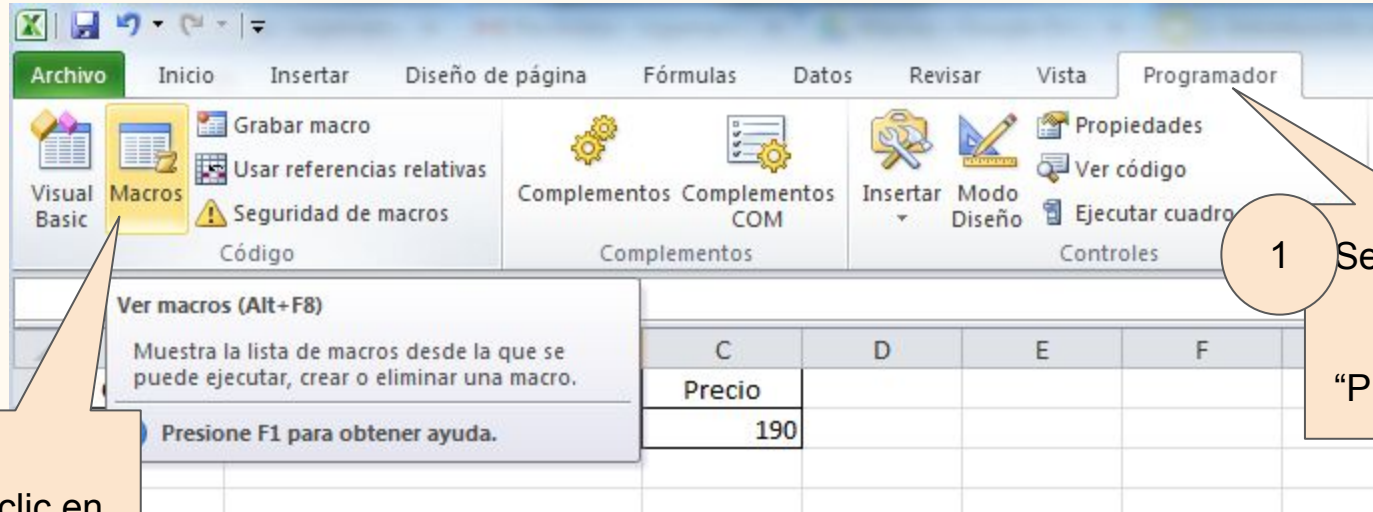 Archivo Inicio Insertar Diseño de página Fórmulas Datos Revisar Vista Programador
Visual Basic
Macros
Grabar macro
Usar referencias relativas
Seguridad de macros
Código
Complementos
Complementos COM
Complementos
Insertar
Modo Diseño
Propiedades
Ver código
Ejecutar cuadro
Controles
1
Ver macros (Alt+F8)
Muestra la lista de macros desde la que se
puede ejecutar, crear o eliminar una macro.
Presione F1 para obtener ayuda.
C D E F
Precio
190
clic en